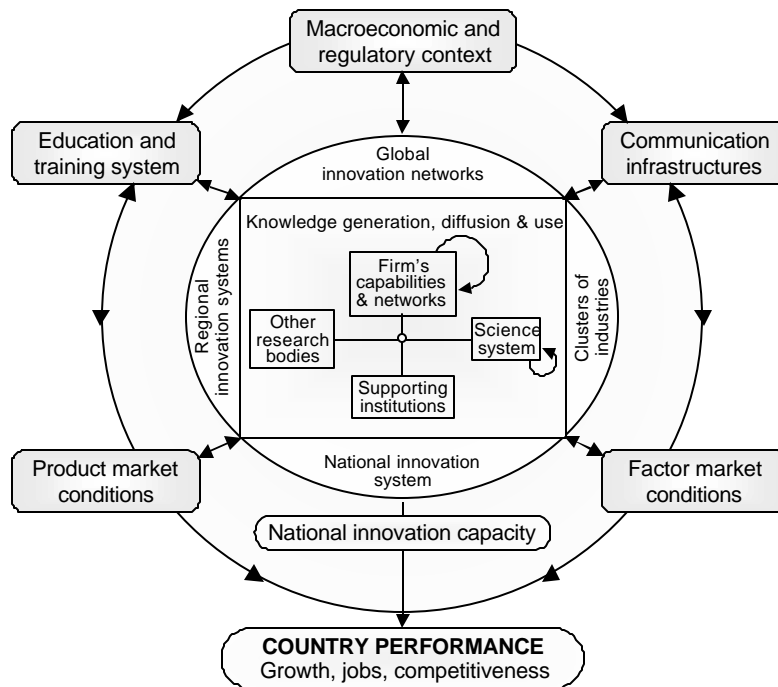 Macroeconomic and
regulatory context
Education and
training system
Communication
infrastructures
Global
innovation networks
Knowledge generation, diffusion & use
Regional
innovation systems
Firm's
capabilities
& networks
Clusters of
industries
Other
research
bodies
Science
system
Supporting
institutions
Product market
conditions
National innovation
system
Factor market
conditions
National innovation capacity
COUNTRY PERFORMANCE
Growth, jobs, competitiveness